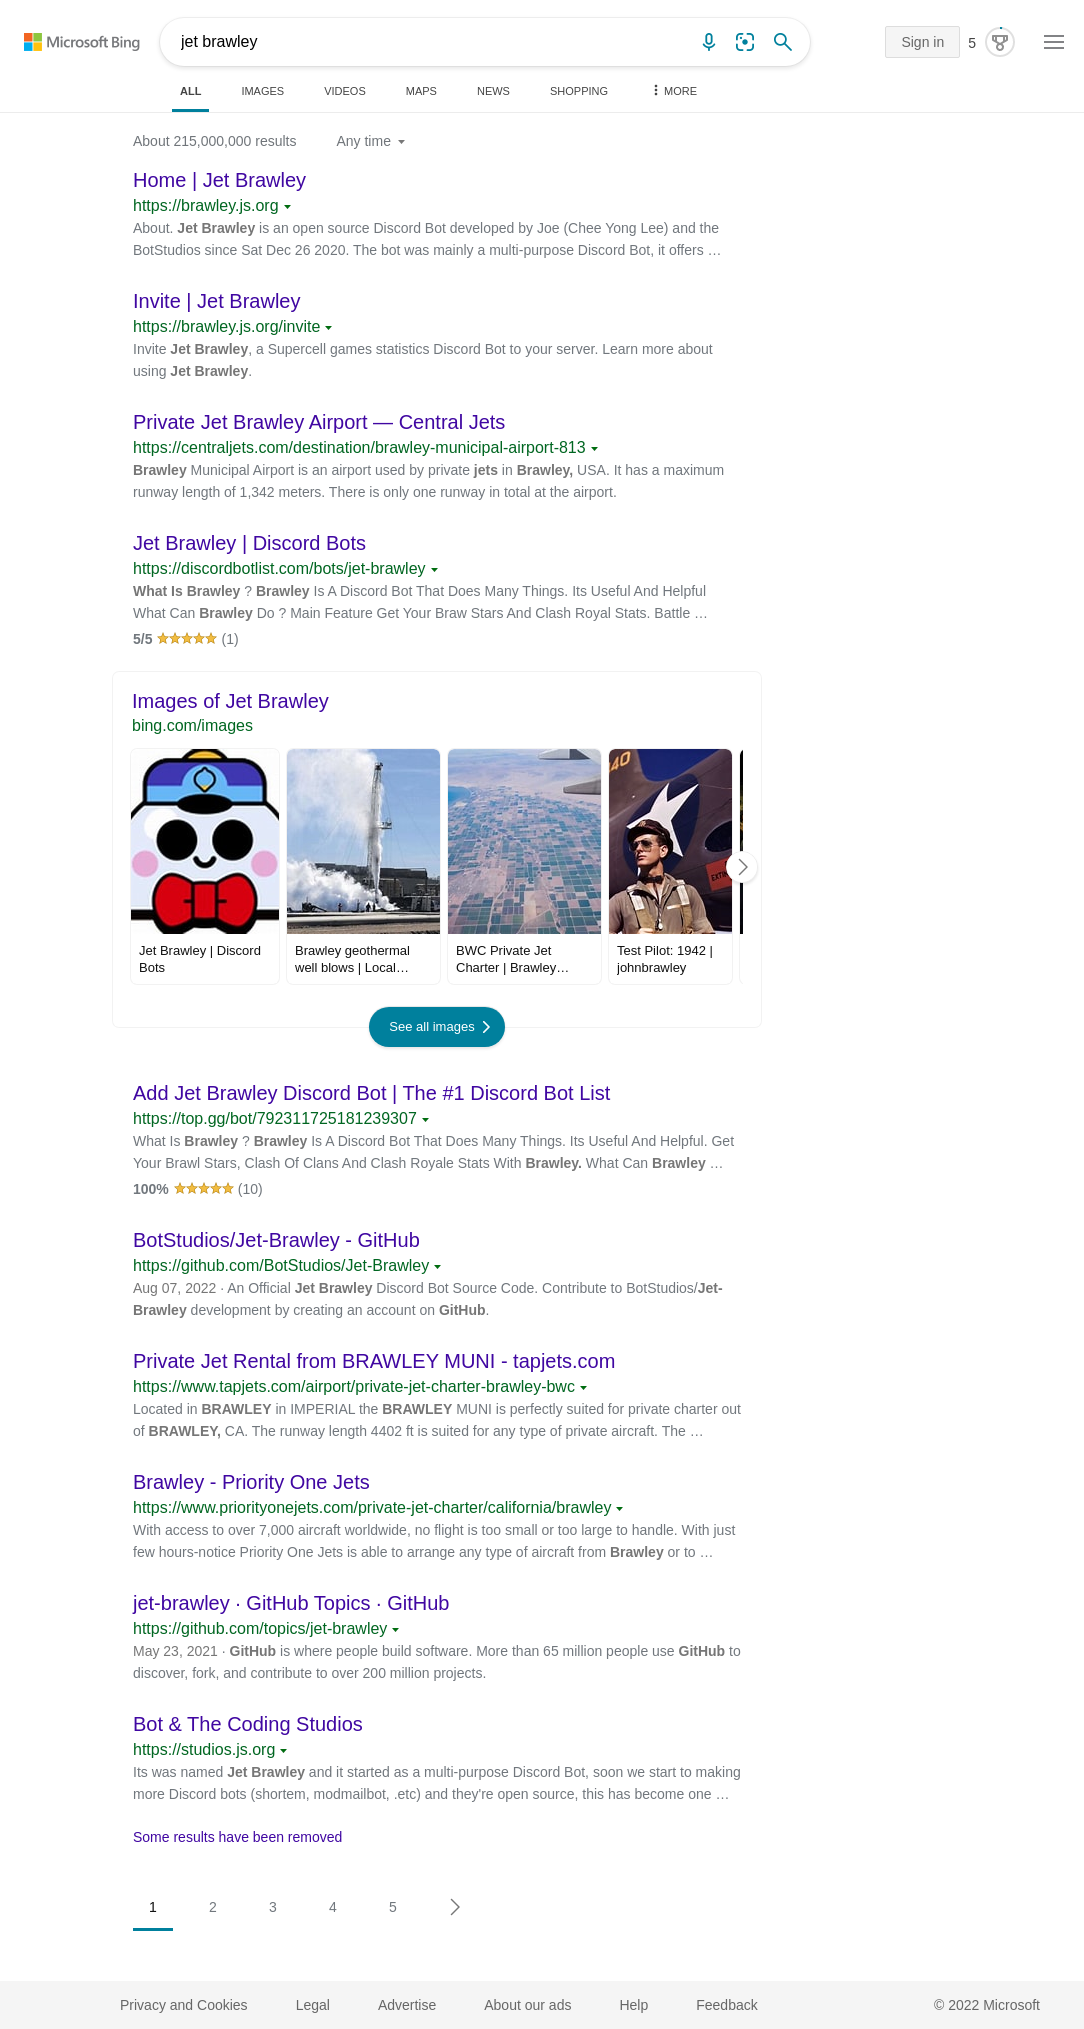 Microsoft Bing
jet brawley
Sign in
5
ALL
IMAGES
VIDEOS
MAPS
NEWS
SHOPPING
MORE
About 215,000,000 results
Any time
Home | Jet Brawley
https://brawley.js.org
About. Jet Brawley is an open source Discord Bot developed by Joe (Chee Yong Lee) and the
BotStudios since Sat Dec 26 2020. The bot was mainly a multi-purpose Discord Bot, it offers …
Invite | Jet Brawley
https://brawley.js.org/invite
Invite Jet Brawley, a Supercell games statistics Discord Bot to your server. Learn more about
using Jet Brawley.
Private Jet Brawley Airport — Central Jets
https://centraljets.com/destination/brawley-municipal-airport-813
Brawley Municipal Airport is an airport used by private jets in Brawley, USA. It has a maximum
runway length of 1,342 meters. There is only one runway in total at the airport.
Jet Brawley | Discord Bots
https://discordbotlist.com/bots/jet-brawley
What Is Brawley ? Brawley Is A Discord Bot That Does Many Things. Its Useful And Helpful
What Can Brawley Do ? Main Feature Get Your Braw Stars And Clash Royal Stats. Battle …
5/5 (1)
Images of Jet Brawley
bing.com/images
40
EXTIN
Jet Brawley | Discord
Bots
Brawley geothermal
well blows | Local…
BWC Private Jet
Charter | Brawley…
Test Pilot: 1942 |
johnbrawley
See all images
Add Jet Brawley Discord Bot | The #1 Discord Bot List
https://top.gg/bot/792311725181239307
What Is Brawley ? Brawley Is A Discord Bot That Does Many Things. Its Useful And Helpful. Get
Your Brawl Stars, Clash Of Clans And Clash Royale Stats With Brawley. What Can Brawley …
100% (10)
BotStudios/Jet-Brawley - GitHub
https://github.com/BotStudios/Jet-Brawley
Aug 07, 2022 · An Official Jet Brawley Discord Bot Source Code. Contribute to BotStudios/Jet-
Brawley development by creating an account on GitHub.
Private Jet Rental from BRAWLEY MUNI - tapjets.com
https://www.tapjets.com/airport/private-jet-charter-brawley-bwc
Located in BRAWLEY in IMPERIAL the BRAWLEY MUNI is perfectly suited for private charter out
of BRAWLEY, CA. The runway length 4402 ft is suited for any type of private aircraft. The …
Brawley - Priority One Jets
https://www.priorityonejets.com/private-jet-charter/california/brawley
With access to over 7,000 aircraft worldwide, no flight is too small or too large to handle. With just
few hours-notice Priority One Jets is able to arrange any type of aircraft from Brawley or to …
jet-brawley · GitHub Topics · GitHub
https://github.com/topics/jet-brawley
May 23, 2021 · GitHub is where people build software. More than 65 million people use GitHub to
discover, fork, and contribute to over 200 million projects.
Bot & The Coding Studios
https://studios.js.org
Its was named Jet Brawley and it started as a multi-purpose Discord Bot, soon we start to making
more Discord bots (shortem, modmailbot, .etc) and they're open source, this has become one …
Some results have been removed
1
2
3
4
5
Privacy and Cookies
Legal
Advertise
About our ads
Help
Feedback
© 2022 Microsoft